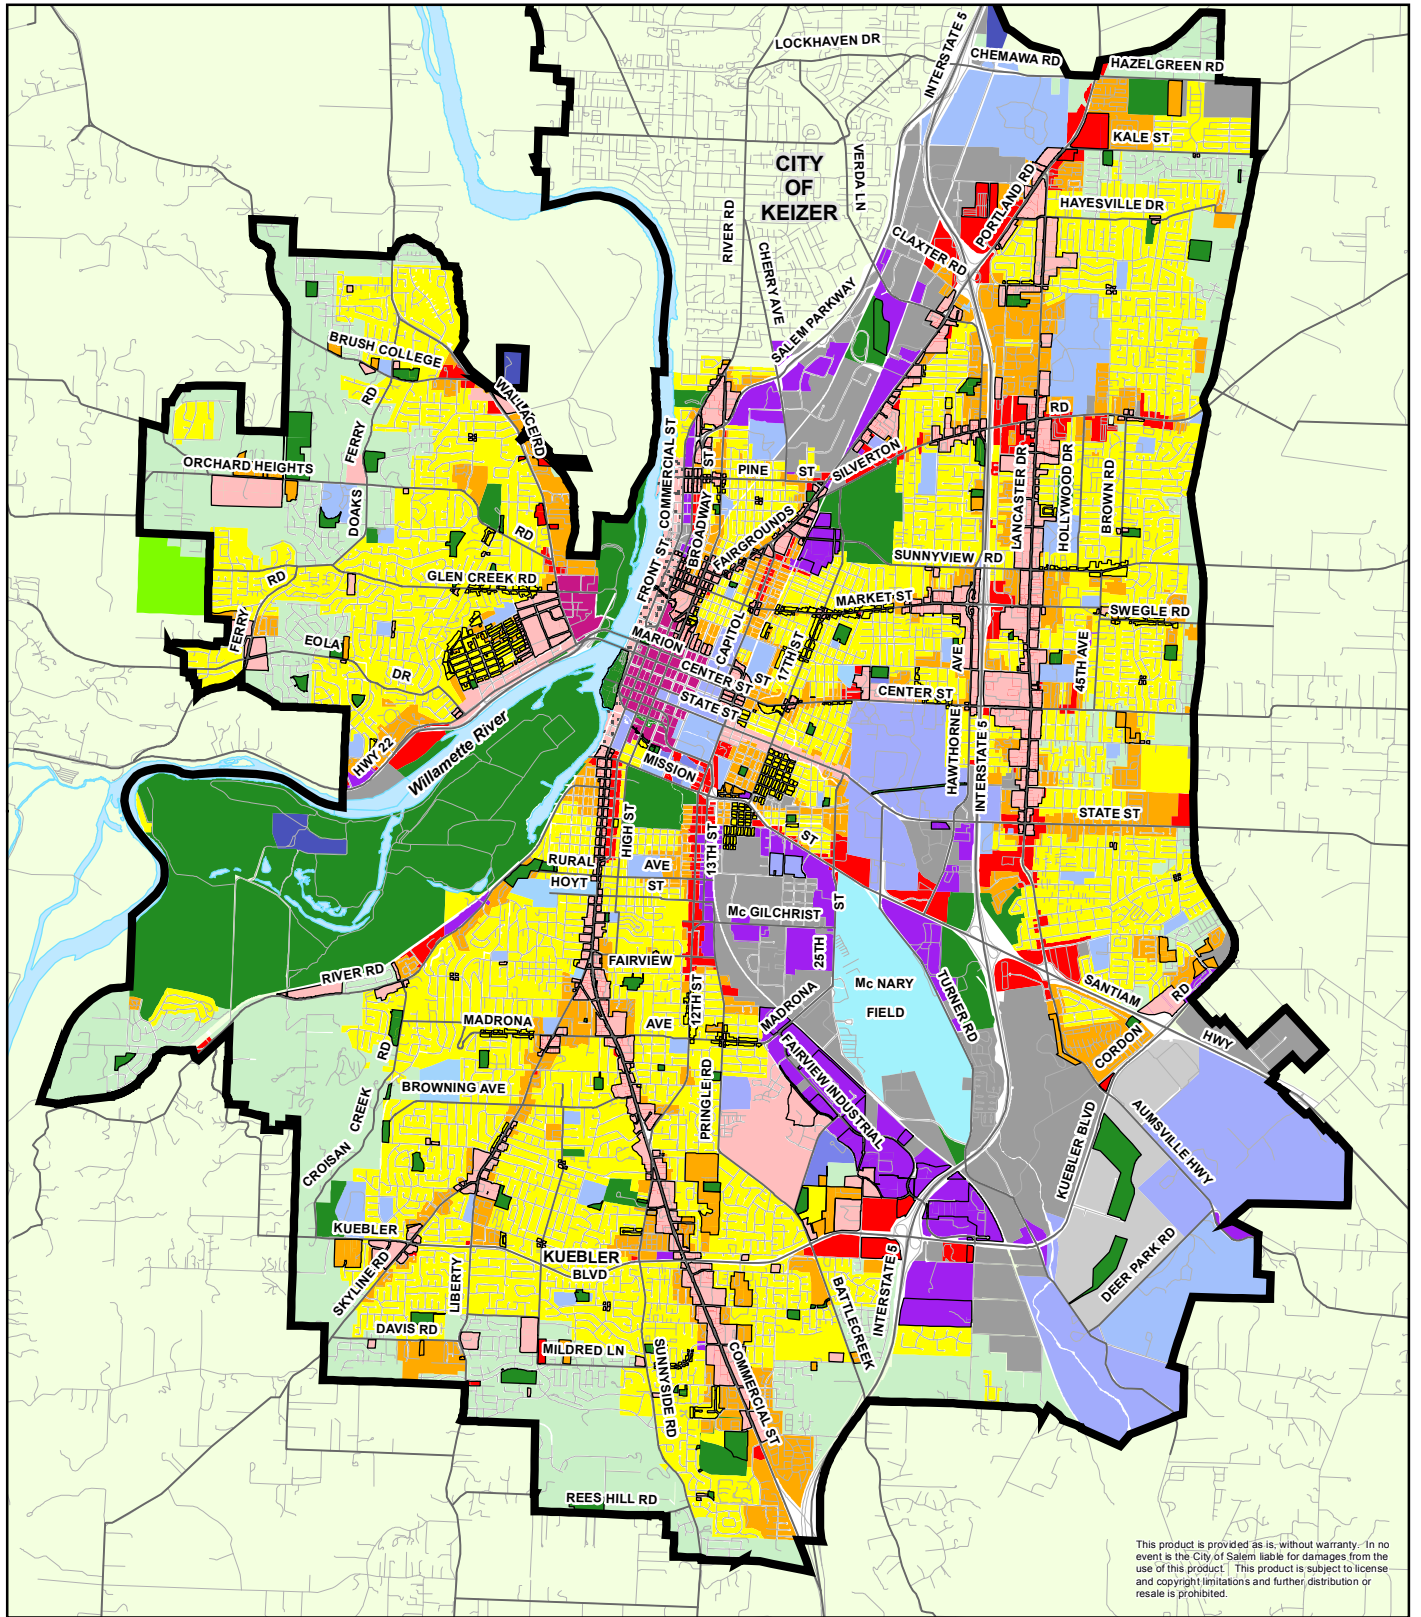 LOCKHAVEN DR
INTERSTATE 5
CHEMAWA RD
HAZELGREEN RD
KALE ST
CITY
OF
KEIZER
VERDA LN
RIVER RD
CHERRY AVE
PORTLAND RD
HAYESVILLE DR
CLAXTER RD
SALEM PARKWAY
BRUSH COLLEGE
RD
WALLACE RD
FERRY
ORCHARD HEIGHTS
DOAKS
RD
COMMERCIAL ST
ST
PINE ST
SILVERTON
RD
LANCASTER DR
HOLLYWOOD DR
BROWN RD
BROADWAY
FAIRGROUNDS
FRONT ST
SUNNYVIEW RD
RD
GLEN CREEK RD
MARKET ST
SWEGLE RD
FERRY
EOLA
DR
MARION
CAPITOL
ST
17TH ST
CENTER ST
STATE ST
CENTER ST
AVE
HAWTHORNE
45TH AVE
INTERSTATE 5
HWY 22
Willamette River
MISSION
ST
STATE ST
HIGH ST
13TH ST
RURAL AVE
HOYT ST
Mc GILCHRIST
ST
25TH
FAIRVIEW
RIVER RD
12TH ST
MADRONA AVE
MADRONA
Mc NARY
FIELD
TURNER RD
SANTIAM
HWY
RD
CORDON
FAIRVIEW INDUSTRIAL
RD
BROWNING AVE
CREEK
CROISAN
PRINGLE RD
KUEBLER BLVD
AUMSVILLE HWY
KUEBLER
KUEBLER
BLVD
SKYLINE RD
LIBERTY
DEER PARK RD
INTERSTATE 5
BATTLECREEK
DAVIS RD
MILDRED LN
SUNNYSIDE RD
COMMERCIAL ST
REES HILL RD
This product is provided as is, without warranty. In no
event is the City of Salem liable for damages from the
use of this product. This product is subject to license
and copyright limitations and further distribution or
resale is prohibited.